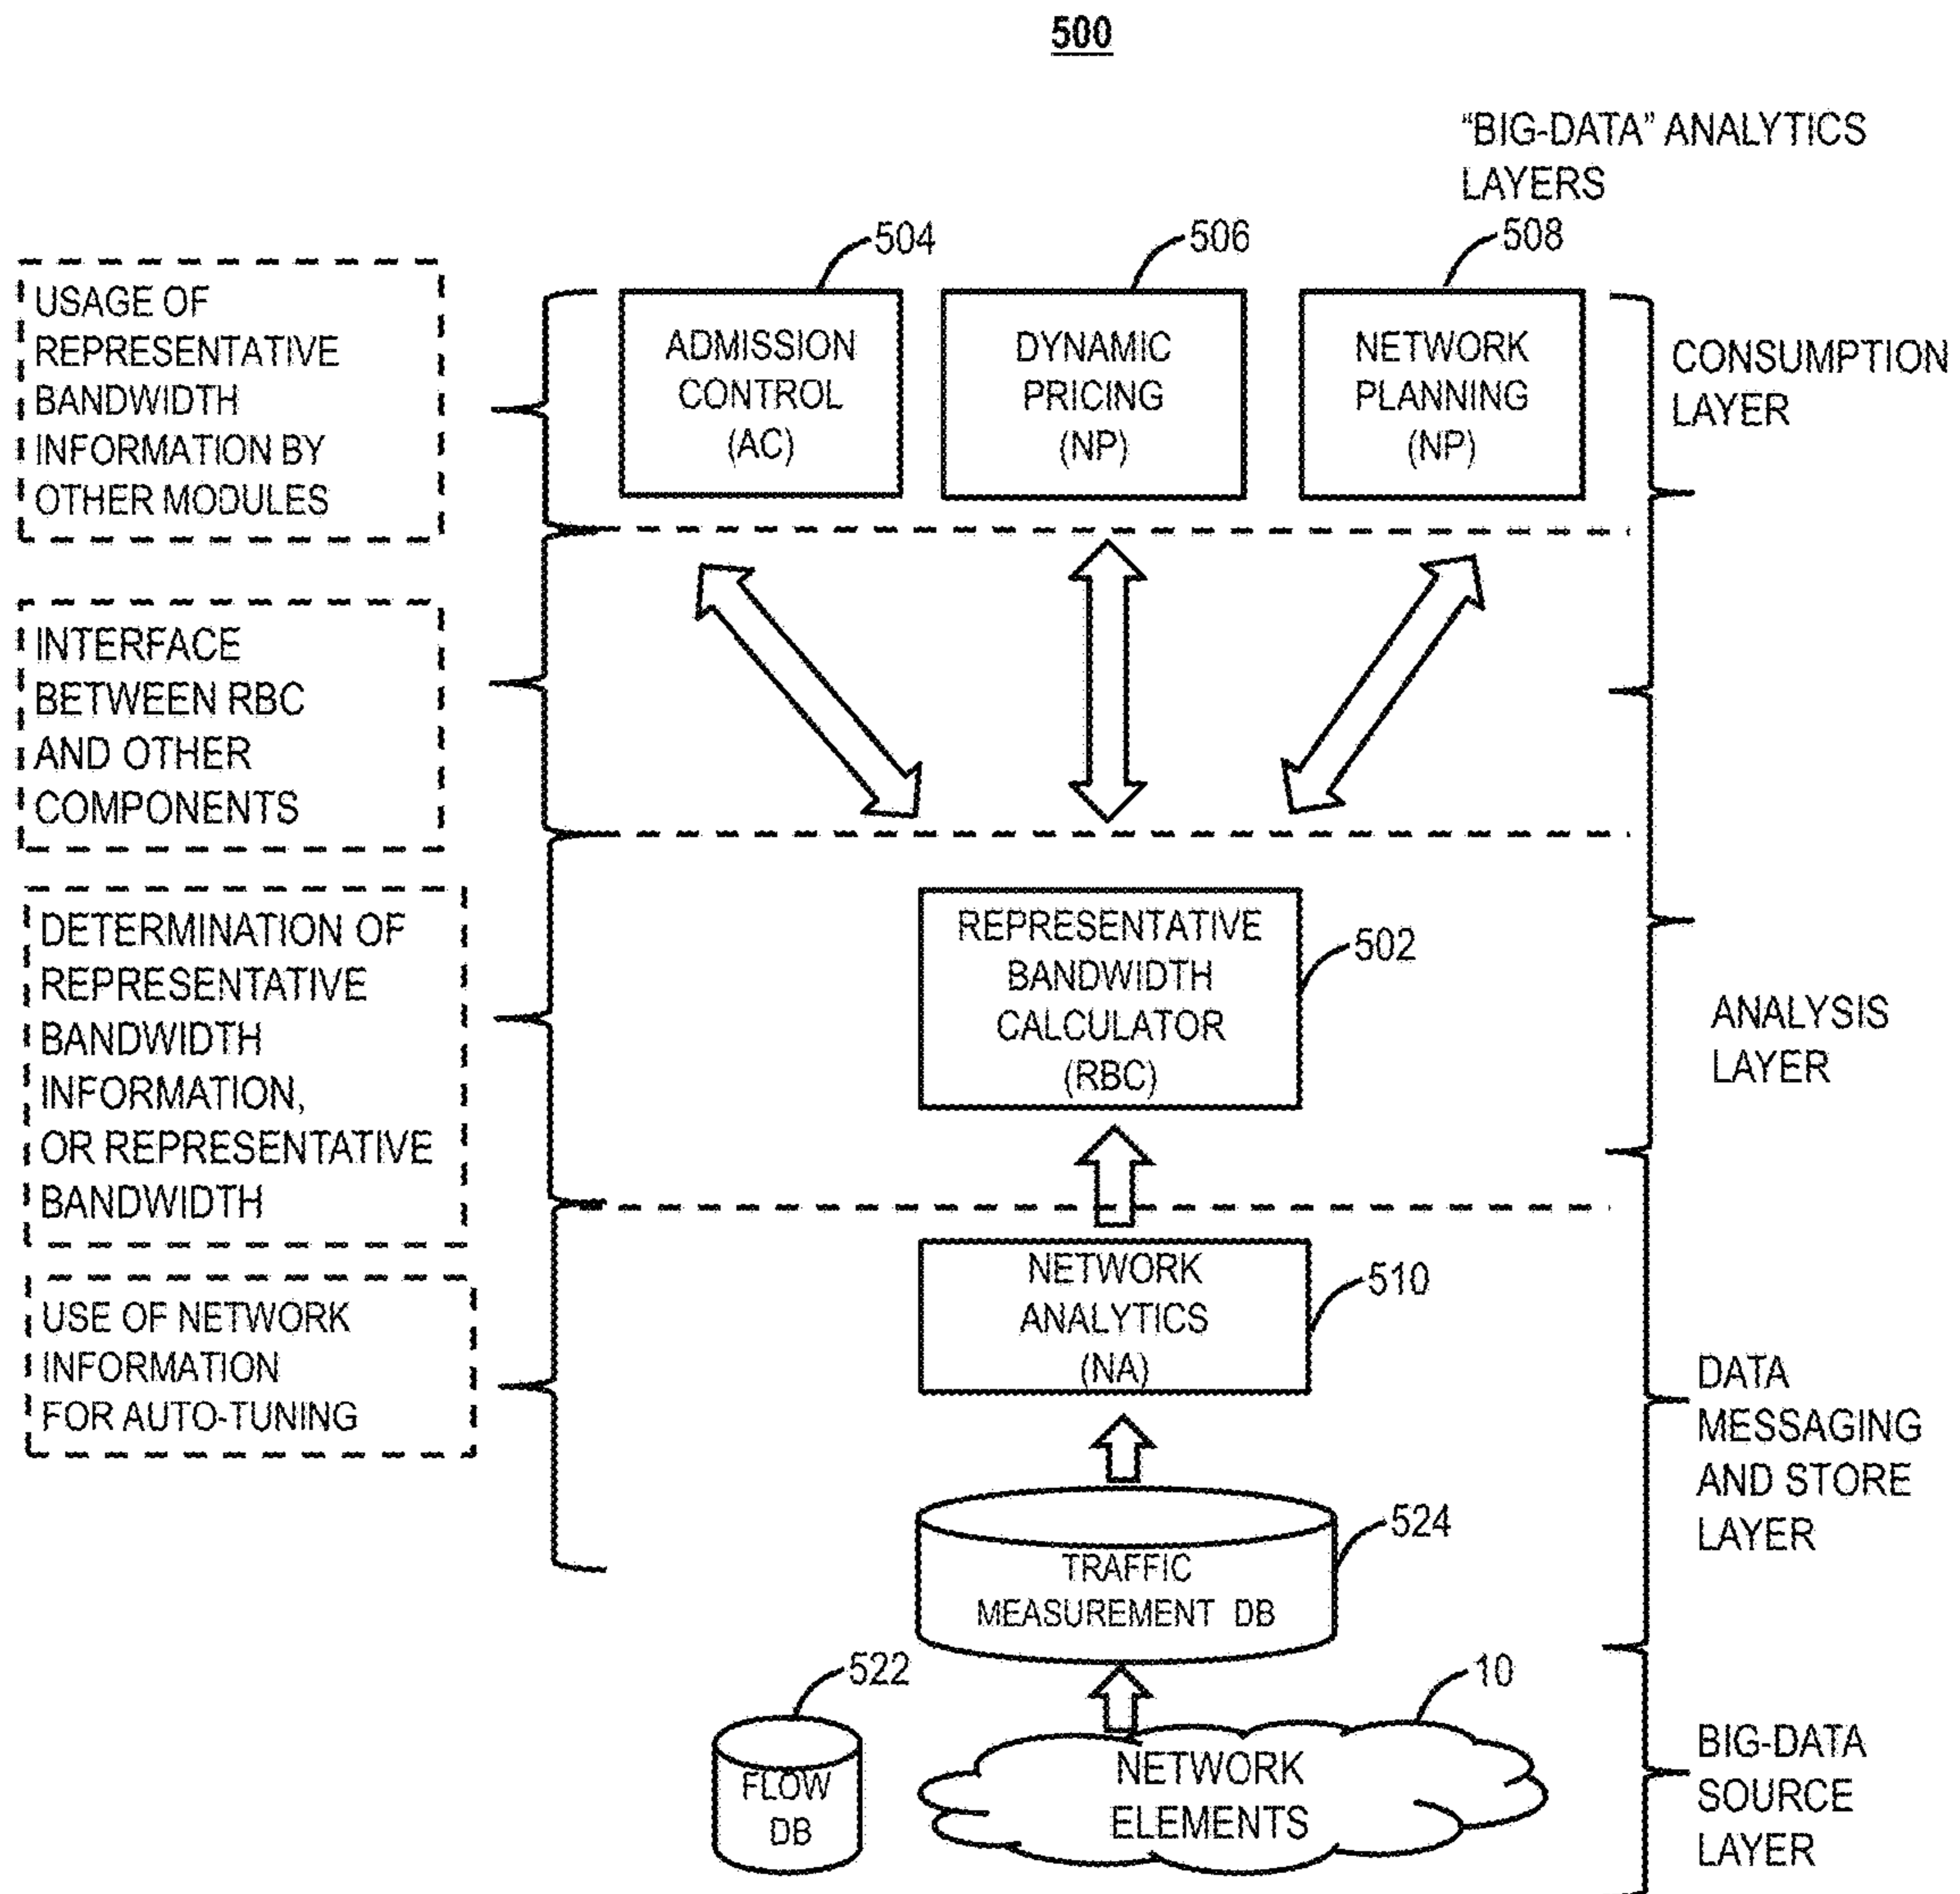 500
"BIG-DATA" ANALYTICS
LAYERS
504
506
508
USAGE OF
REPRESENTATIVE
BANDWIDTH
INFORMATION BY
OTHER MODULES
ADMISSION
CONTROL
(AC)
DYNAMIC
PRICING
(NP)
NETWORK
PLANNING
(NP)
CONSUMPTION
LAYER
INTERFACE
BETWEEN RBC
AND OTHER
COMPONENTS
DETERMINATION OF
REPRESENTATIVE
BANDWIDTH
INFORMATION,
OR REPRESENTATIVE
BANDWIDTH
REPRESENTATIVE
BANDWIDTH
CALCULATOR
(RBC)
502
ANALYSIS
LAYER
USE OF NETWORK
INFORMATION
FOR AUTO-TUNING
NETWORK
ANALYTICS
(NA)
510
DATA
MESSAGING
AND STORE
LAYER
TRAFFIC
MEASUREMENT DB
524
522
FLOW
DB
10
NETWORK
ELEMENTS
BIG-DATA
SOURCE
LAYER